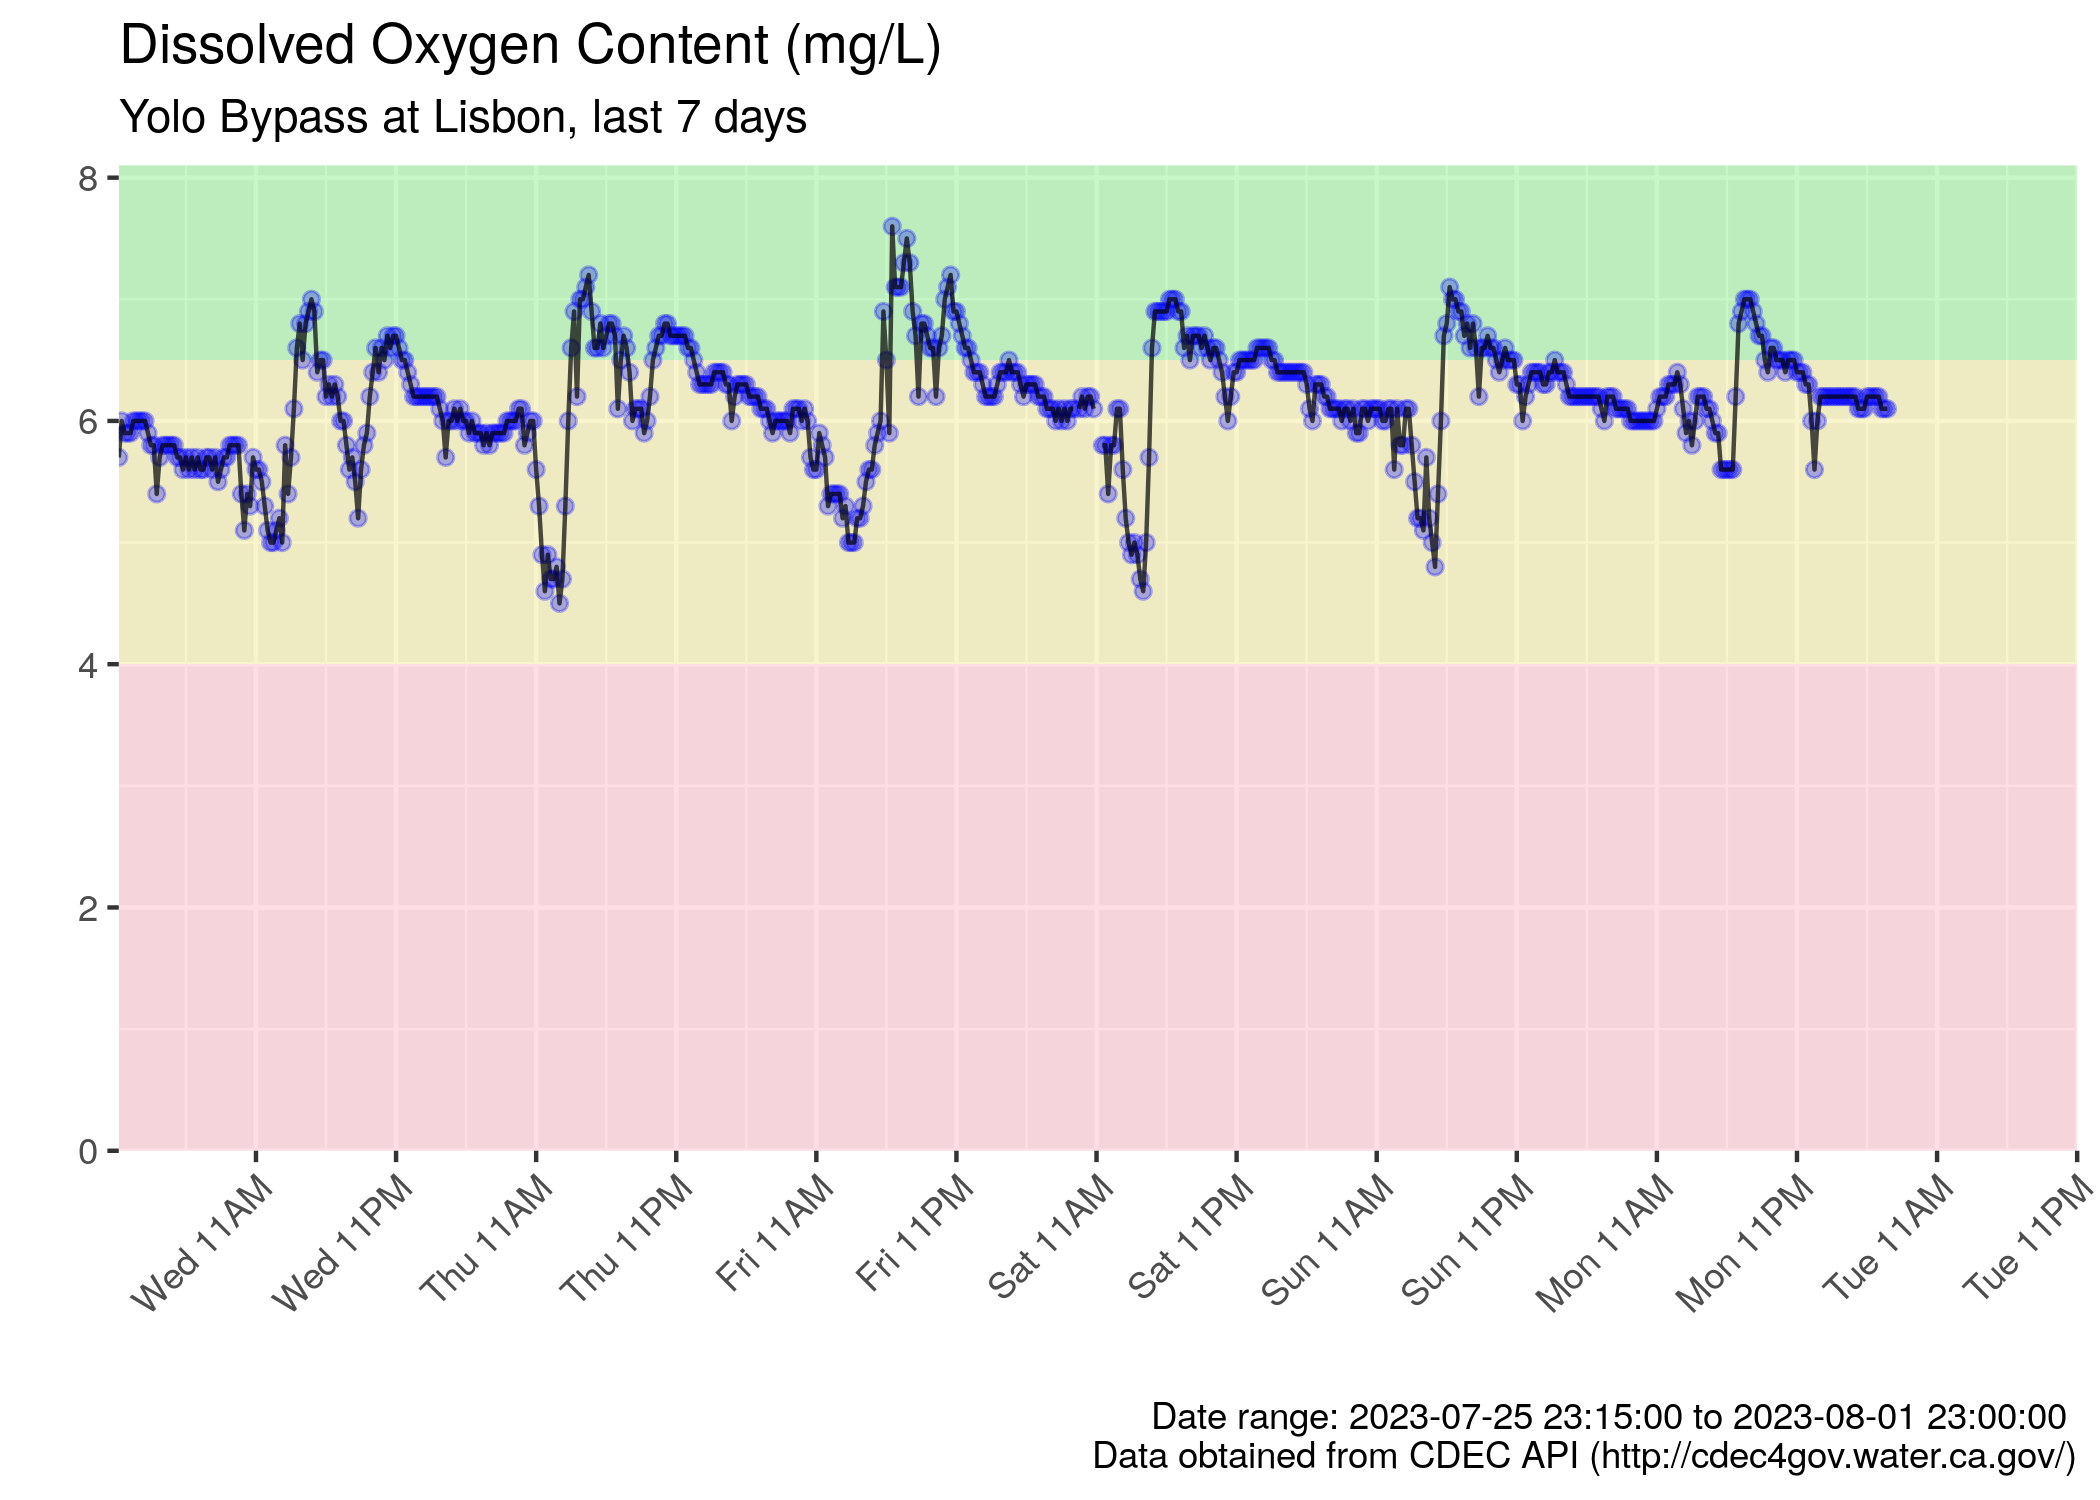 Dissolved Oxygen Content (mg/L)
Yolo Bypass at Lisbon, last 7 days
8
6
4
2
0
Wed 11AM
Wed 11PM
Thu 11AM
Thu 11PM
Fri 11AM
Fri 11PM
Sat 11AM
Sat 11PM
Sun 11AM
Sun 11PM
Mon 11AM
Mon 11PM
Tue 11AM
Tue 11PM
Date range: 2023-07-25 23:15:00 to 2023-08-01 23:00:00
Data obtained from CDEC API (http://cdec4gov.water.ca.gov/)